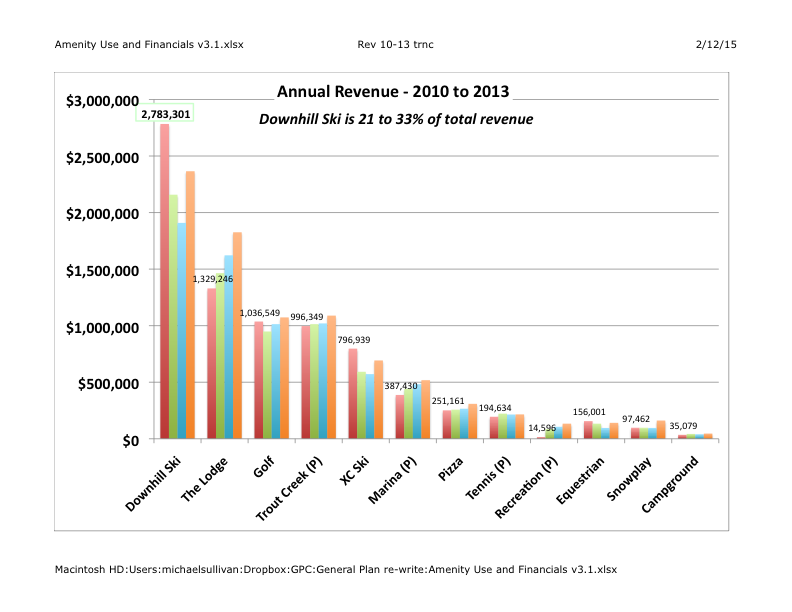 Amenity Use and Financials v3.1.xlsx Rev 10-13 trnc 2/12/15
Annual Revenue - 2010 to 2013
Downhill Ski is 21 to 33% of total revenue
$3,000,000
$2,500,000
$2,000,000
$1,500,000
$1,000,000
$500,000
$0
2,783,301
1,329,246
1,036,549
996,349
796,939
387,430
251,161
194,634
14,596
156,001
97,462
35,079
Downhill Ski
The Lodge
Golf
Trout Creek (P)
XC Ski
Marina (P)
Pizza
Tennis (P)
Recreation (P)
Equestrian
Snowplay
Campground
Macintosh HD:Users:michaelsullivan:Dropbox:GPC:General Plan re-write:Amenity Use and Financials v3.1.xlsx